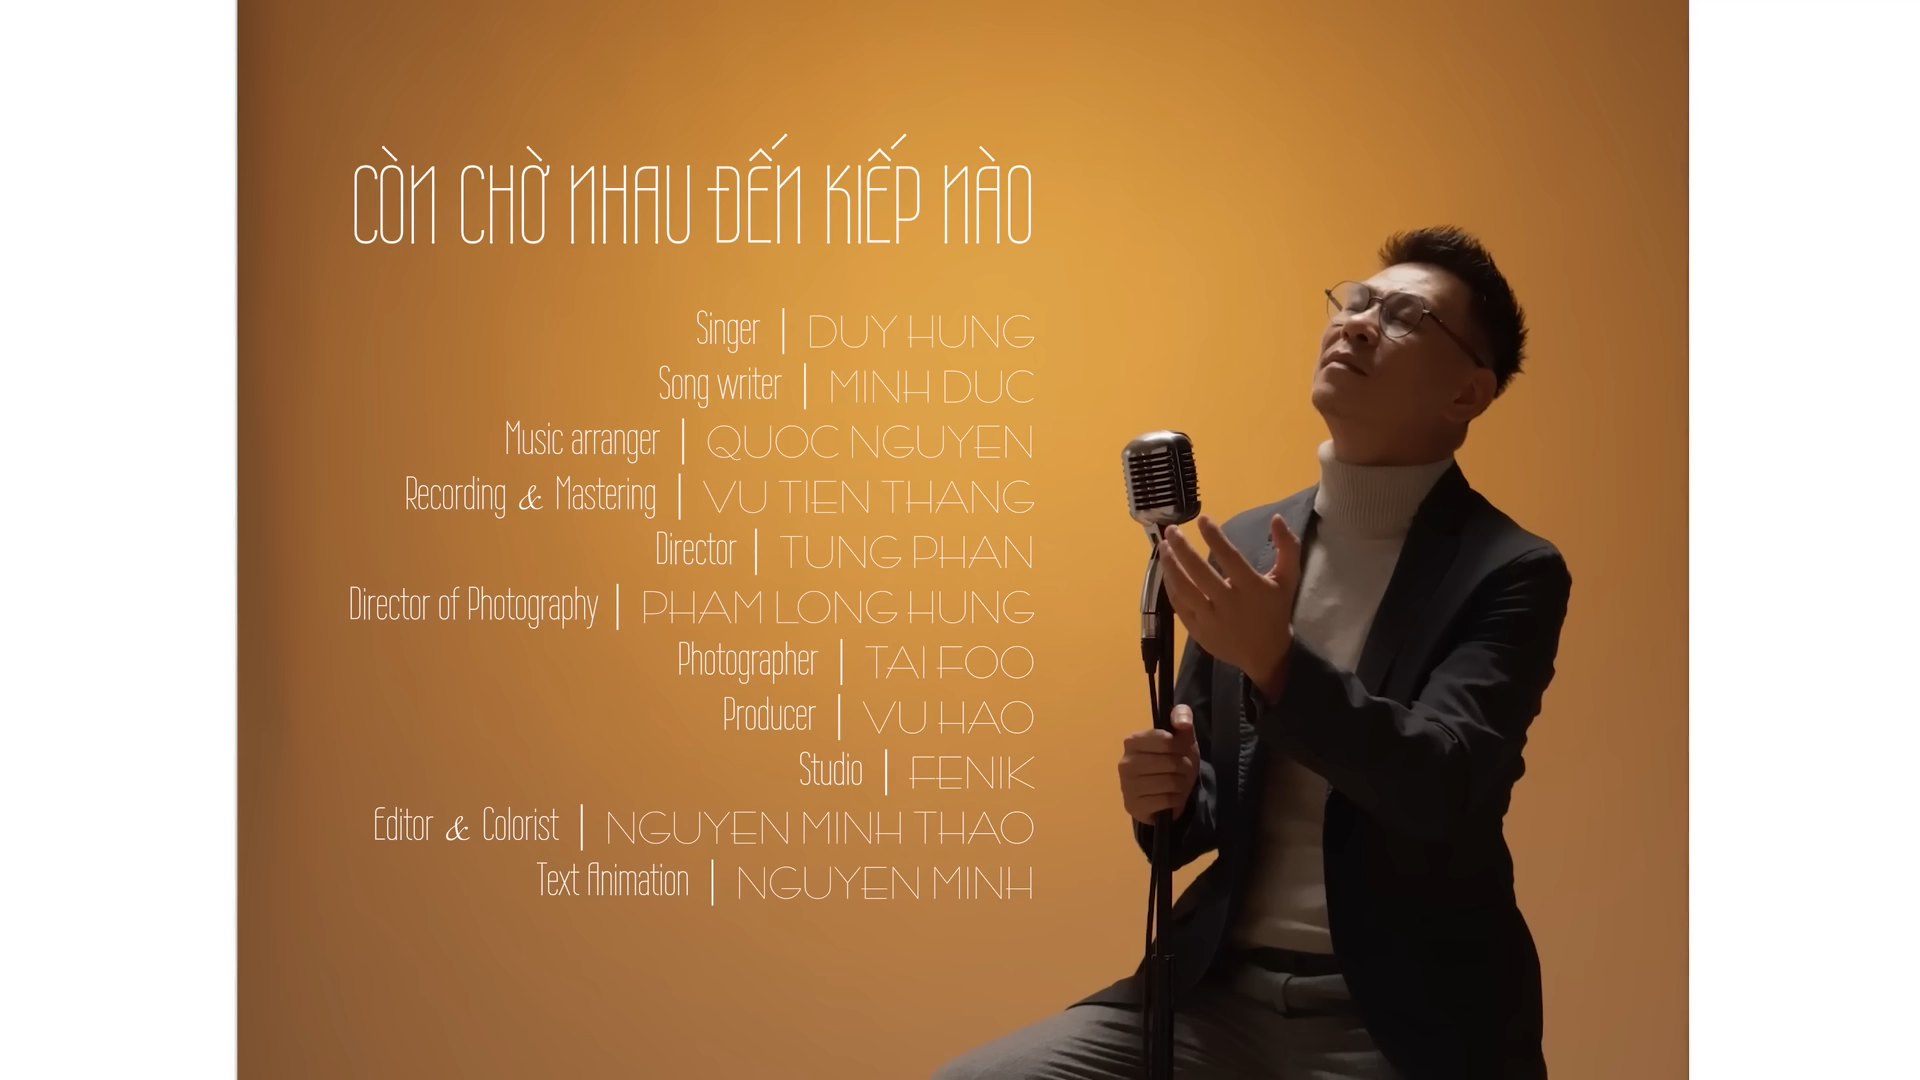 CÒN CHỜ NHAU ĐẾN KIẾP NÀO
Singer | DUY HUNG
Song writer | MINH DUC
Music arranger | QUOC NGUYEN
Recording & Mastering | VU TIEN THANG
Director | TUNG PHAN
Director of Photography | PHAM LONG HUNG
Photographer | TAI FOO
Producer | VU HAO
Studio | FENIK
Editor & Colorist | NGUYEN MINH THAO
Text Animation | NGUYEN MINH